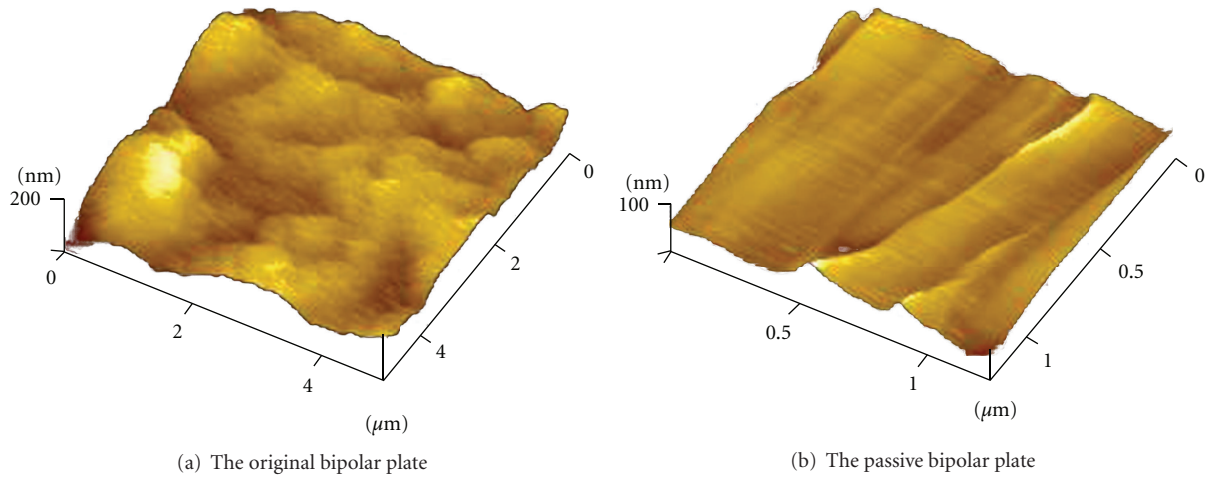 (nm)
200
0
2
4
0
2
4
(μm)
(a) The original bipolar plate
(nm)
100
0.5
1
0
0.5
1
(μm)
(b) The passive bipolar plate